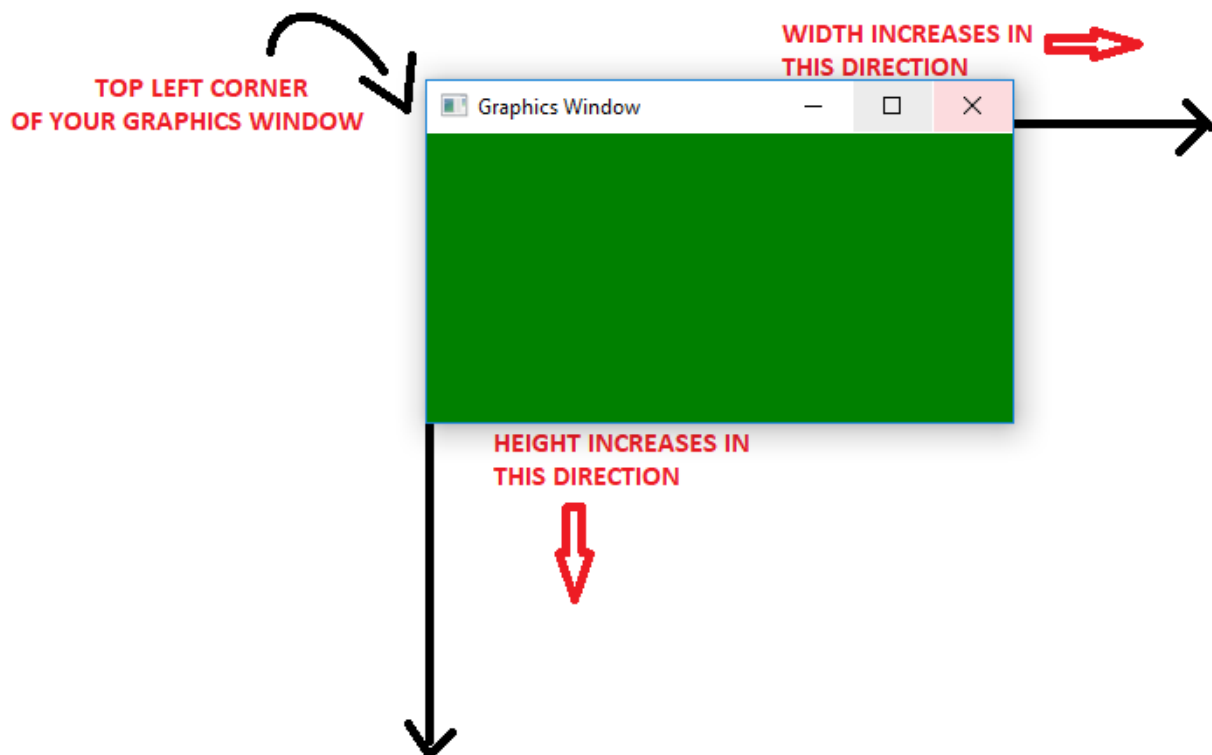 WIDTH INCREASES IN
THIS DIRECTION
TOP LEFT CORNER
OF YOUR GRAPHICS WINDOW
Graphics Window
HEIGHT INCREASES IN
THIS DIRECTION